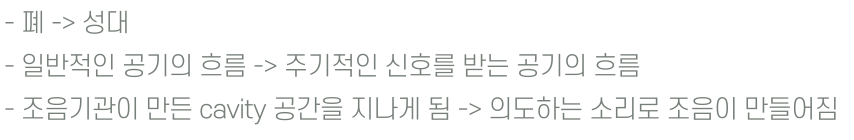 - 폐 -> 성대
- 일반적인 공기의 흐름 -> 주기적인 신호를 받는 공기의 흐름
- 조음기관이 만든 cavity 공간을 지나게 됨 -> 의도하는 소리로 조음이 만들어짐